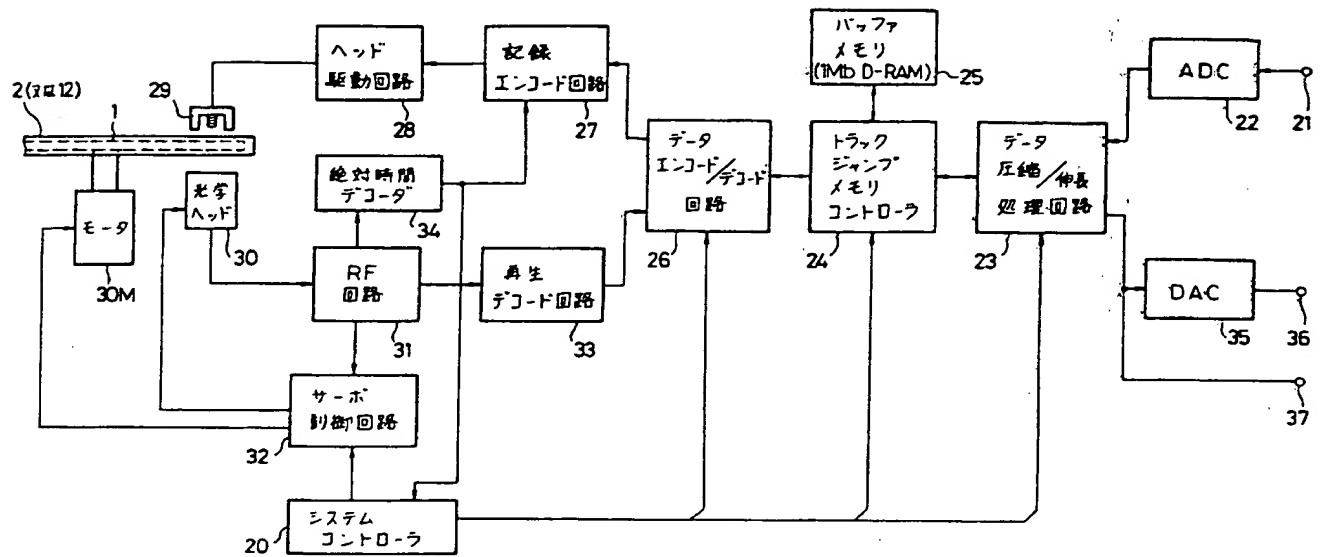 バッファ
メモリ
(1Mb D-RAM)
25
ヘッド
駆動回路
28
記録
エンコード回路
27
ADC
22
21
2(又は12)
1
29
データ
エンコード/デコード
回路
26
トラック
ジャンプ
メモリ
コントローラ
24
データ
圧縮/伸長
処理回路
23
絶対時間
デコーダ
34
光学
ヘッド
30
モータ
30M
RF
回路
31
再生
デコード回路
33
DAC
35
36
37
サーボ
制御回路
32
システム
コントローラ
20